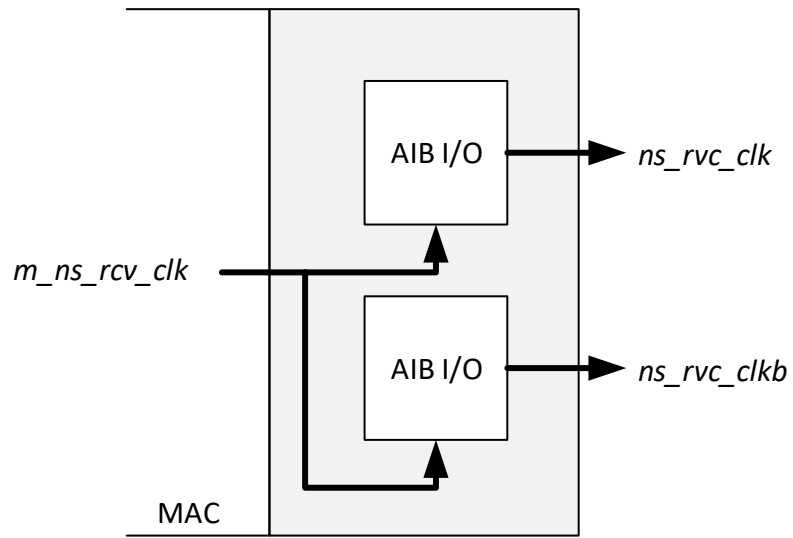 AIB I/O
ns_rvc_clk
m_ns_rcv_clk
AIB I/O
ns_rvc_clkb
MAC